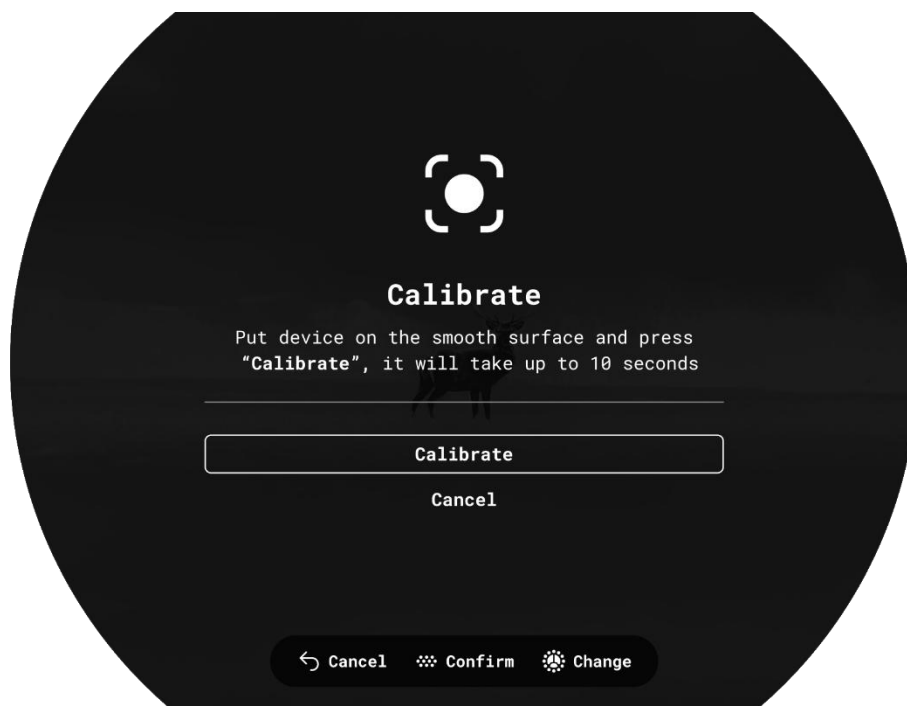 Calibrate
Put device on the smooth surface and press
“Calibrate”, it will take up to 10 seconds
Calibrate
Cancel
Cancel Confirm Change